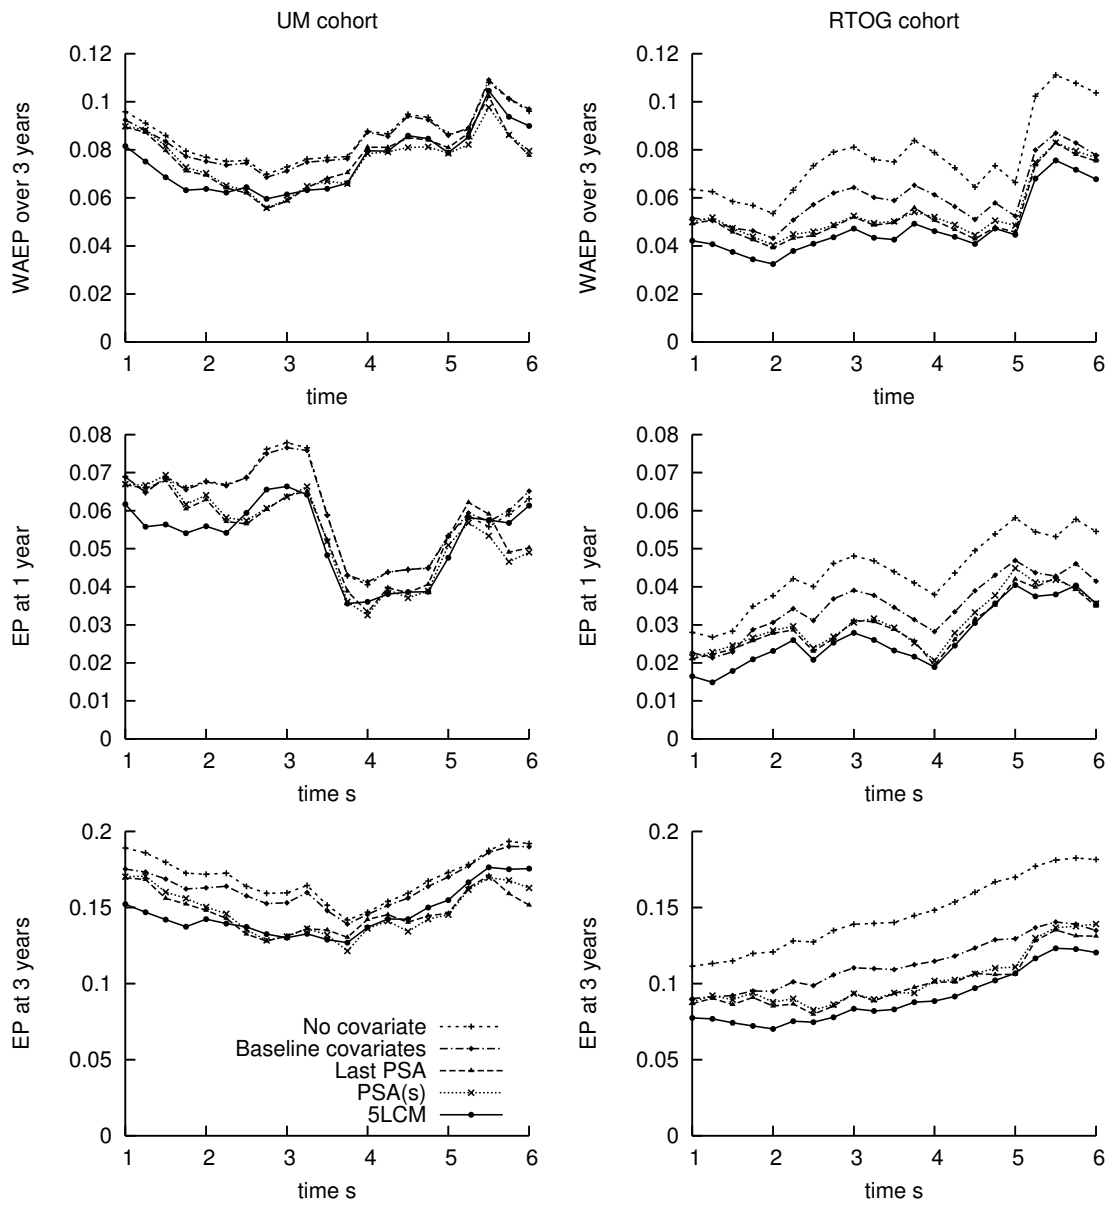 UM cohort
RTOG cohort
0.12
0.1
0.08
0.06
0.04
0.02
0
WAEP over 3 years
1 2 3 4 5 6
time
0.12
0.1
0.08
0.06
0.04
0.02
0
WAEP over 3 years
1 2 3 4 5 6
time
0.08
0.07
0.06
0.05
0.04
0.03
0.02
0.01
0
EP at 1 year
1 2 3 4 5 6
time s
0.08
0.07
0.06
0.05
0.04
0.03
0.02
0.01
0
EP at 1 year
1 2 3 4 5 6
time s
0.2
0.15
0.1
0.05
0
EP at 3 years
No covariate
Baseline covariates
Last PSA
PSA(s)
5LCM
1 2 3 4 5 6
time s
0.2
0.15
0.1
0.05
0
EP at 3 years
1 2 3 4 5 6
time s